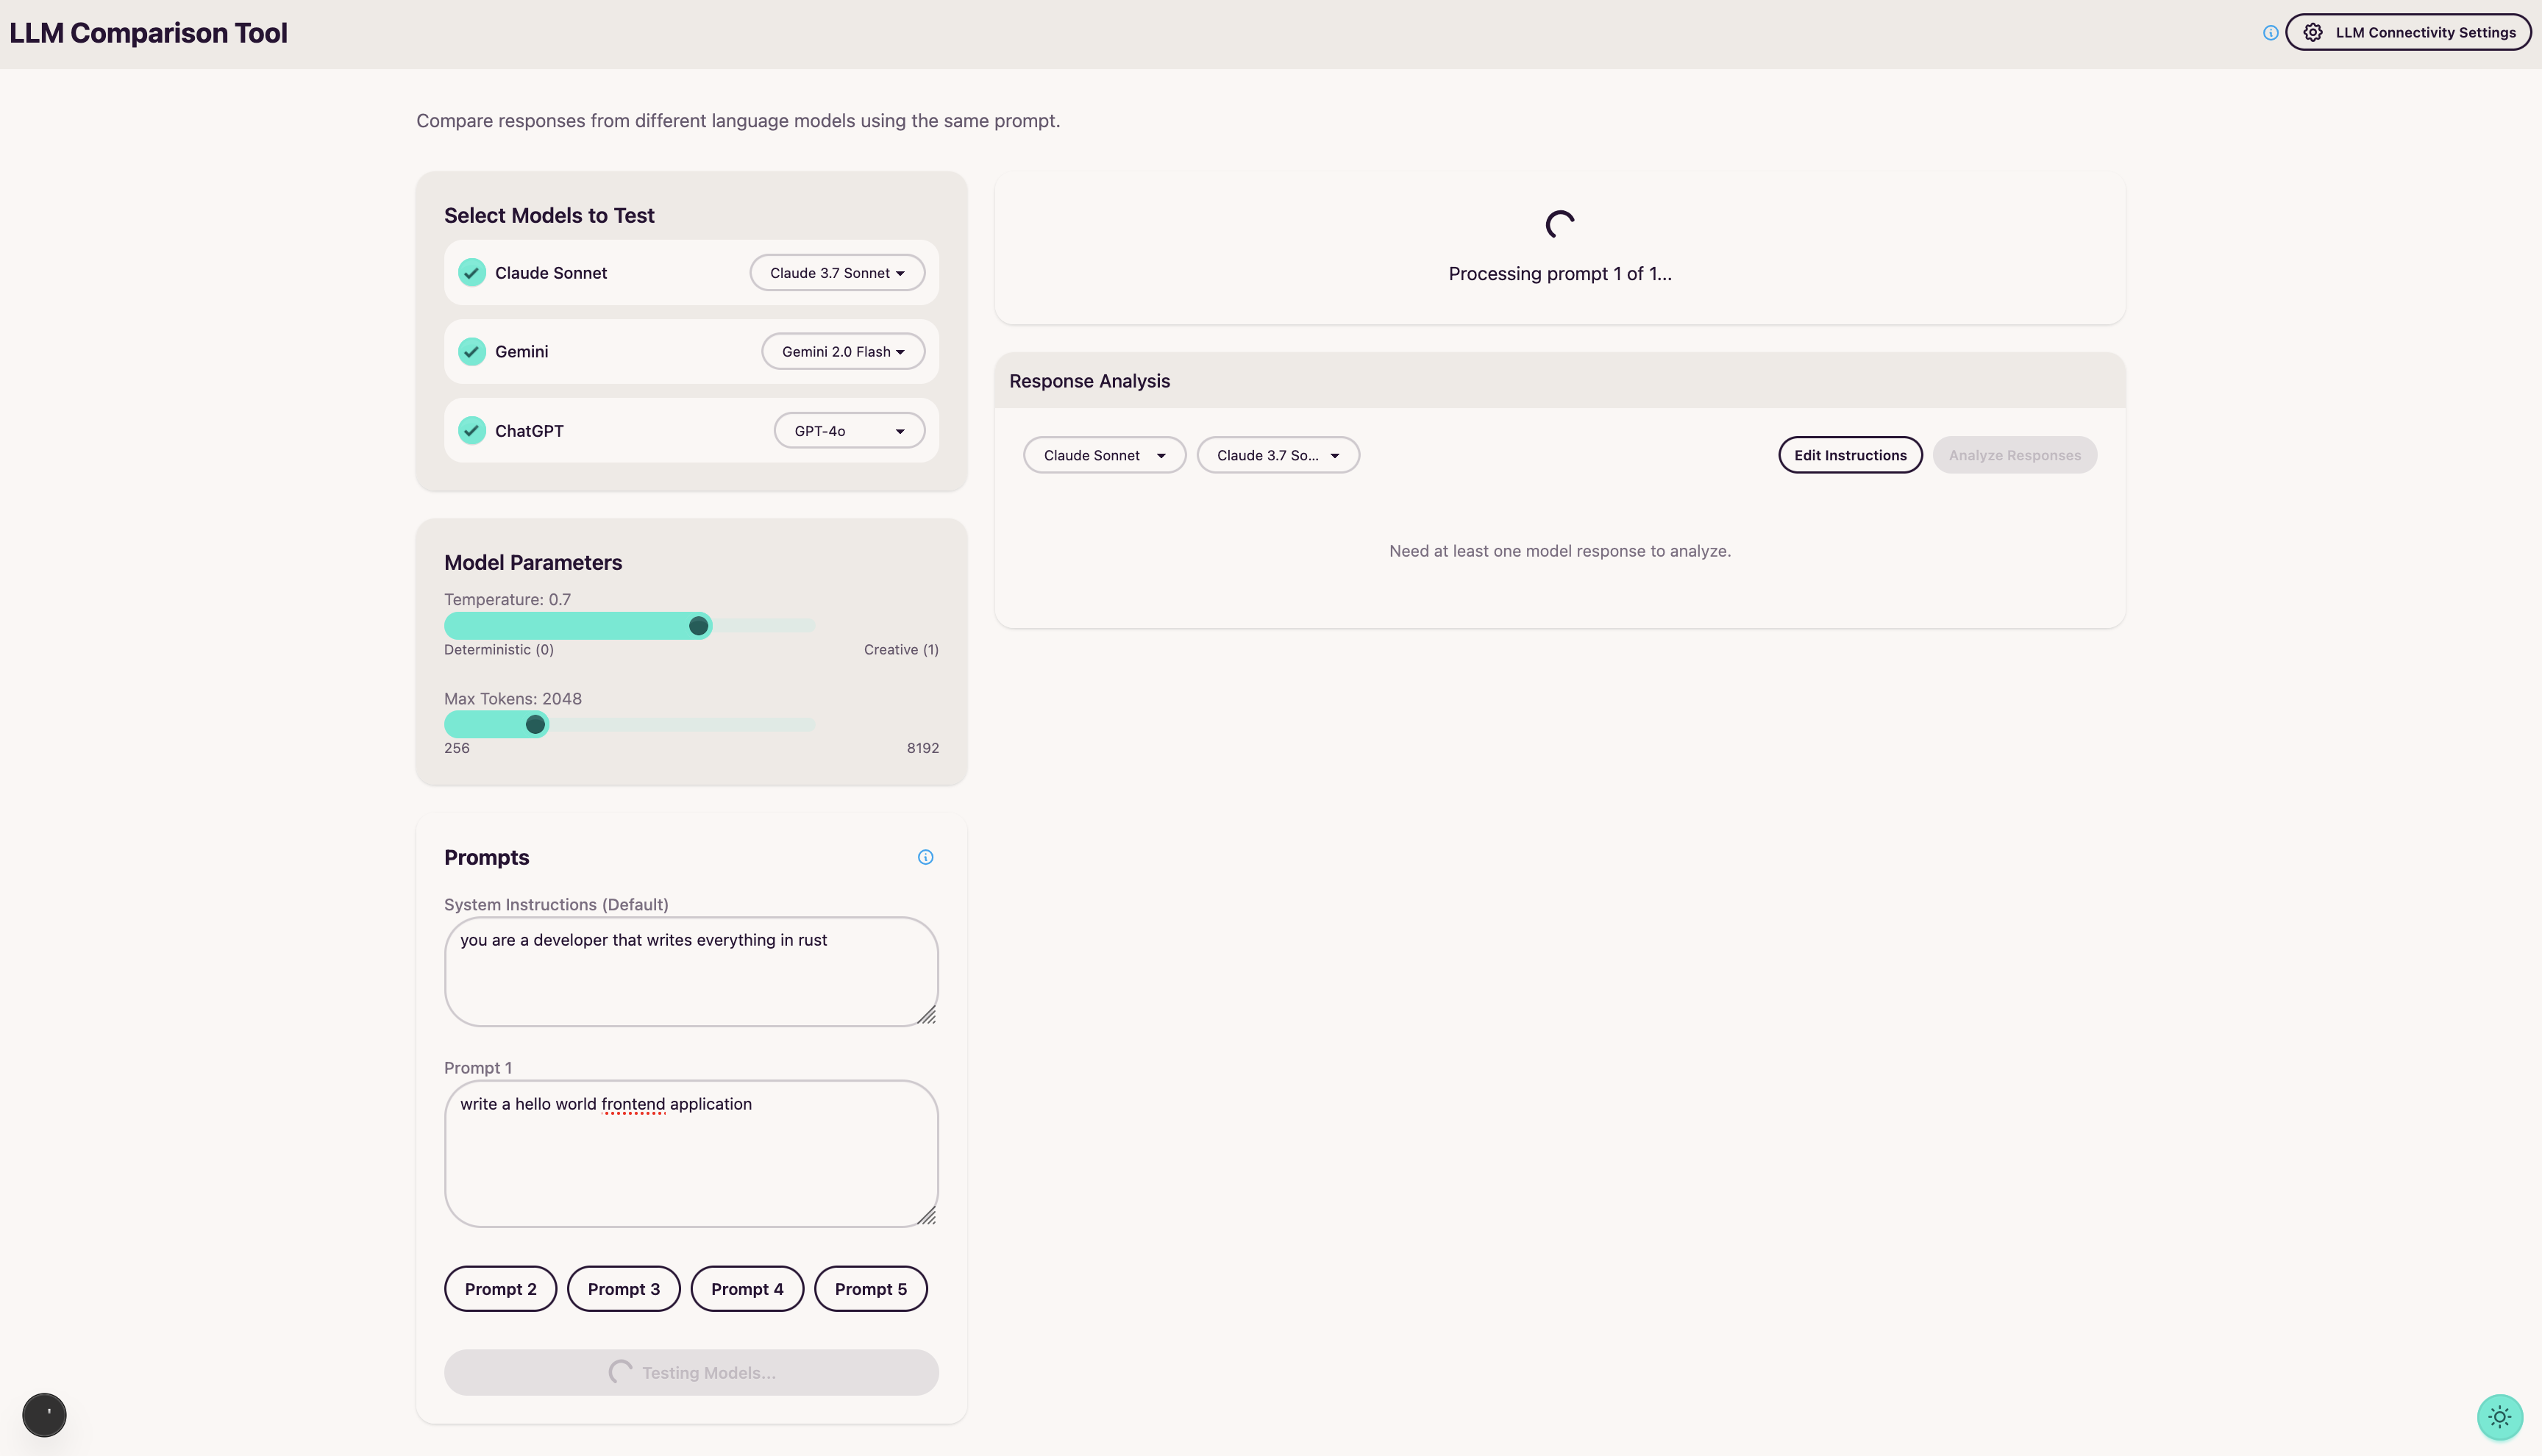 LLM Comparison Tool
LLM Connectivity Settings
Compare responses from different language models using the same prompt.
Select Models to Test
Claude Sonnet
Claude 3.7 Sonnet
Gemini
Gemini 2.0 Flash
ChatGPT
GPT-4o
Model Parameters
Temperature: 0.7
Deterministic (0)
Creative (1)
Max Tokens: 2048
256
8192
Prompts
System Instructions (Default)
you are a developer that writes everything in rust
Prompt 1
write a hello world frontend application
Prompt 2
Prompt 3
Prompt 4
Prompt 5
Testing Models...
Processing prompt 1 of 1...
Response Analysis
Claude Sonnet
Claude 3.7 So...
Edit Instructions
Analyze Responses
Need at least one model response to analyze.